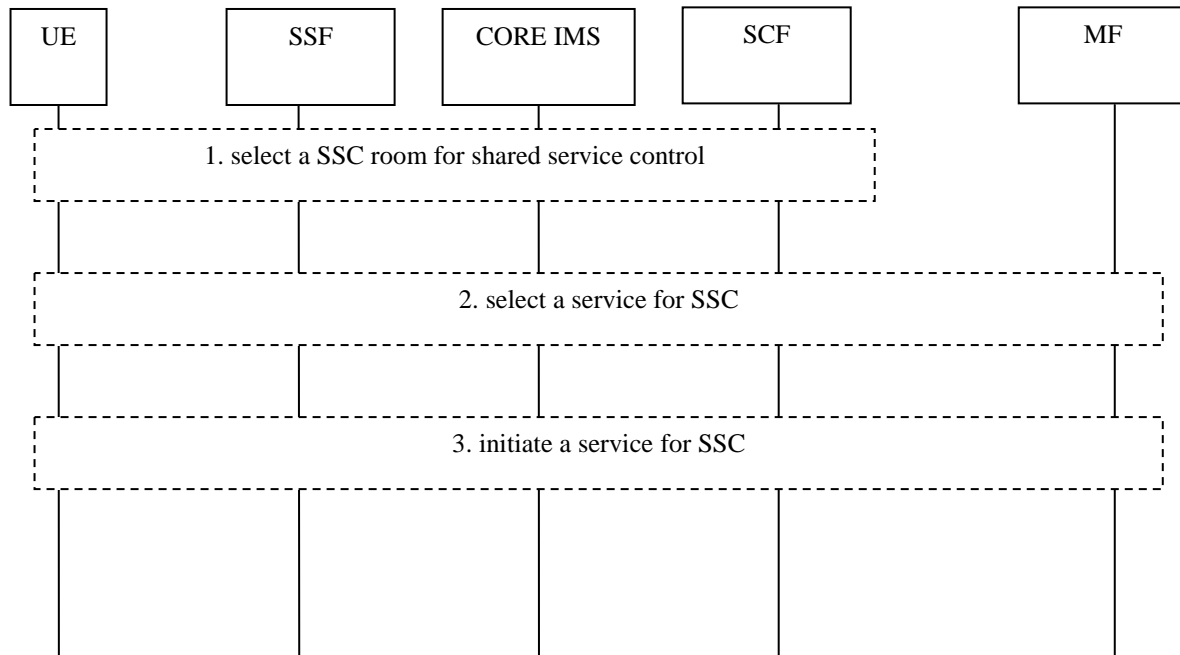 UE
SSF
CORE IMS
SCF
MF
1. select a SSC room for shared service control
2. select a service for SSC
3. initiate a service for SSC